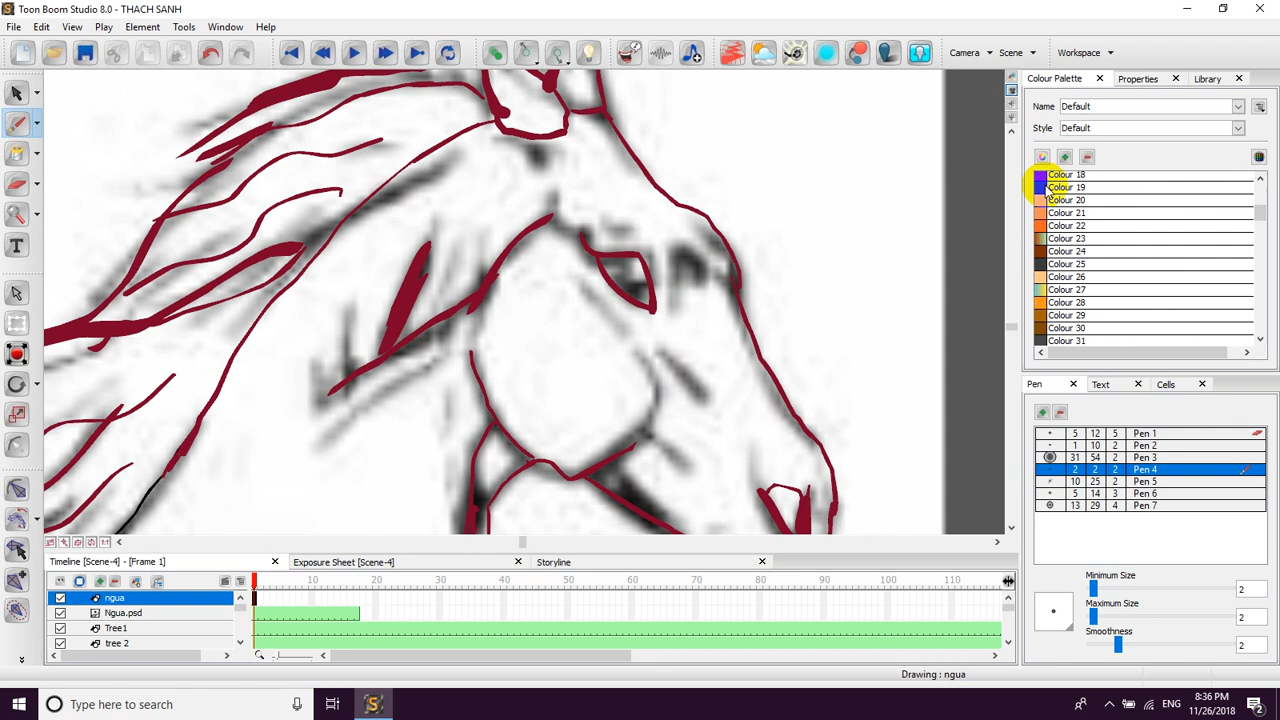 Toon Boom Studio 8.0 - THACH SANH
File Edit View Play Element Tools Window Help
Camera Scene Workspace
Colour Palette Properties Library
Name Default
Style Default
Colour 18
Colour 19
Colour 20
Colour 21
Colour 22
Colour 23
Colour 24
Colour 25
Colour 26
Colour 27
Colour 28
Colour 29
Colour 30
Colour 31
Pen Text Cells
5 12 5 Pen 1
1 10 2 Pen 2
31 54 2 Pen 3
2 2 2 Pen 4
10 25 2 Pen 5
5 14 3 Pen 6
13 29 4 Pen 7
Minimum Size
2
Maximum Size
2
Smoothness
2
Timeline [Scene-4] - [Frame 1] Exposure Sheet [Scene-4] Storyline
10 20 30 40 50 60 70 80 90 100 110
ngua
Ngua.psd
Tree1
tree 2
Drawing : ngua
Type here to search
ENG
8:36 PM
11/26/2018
2